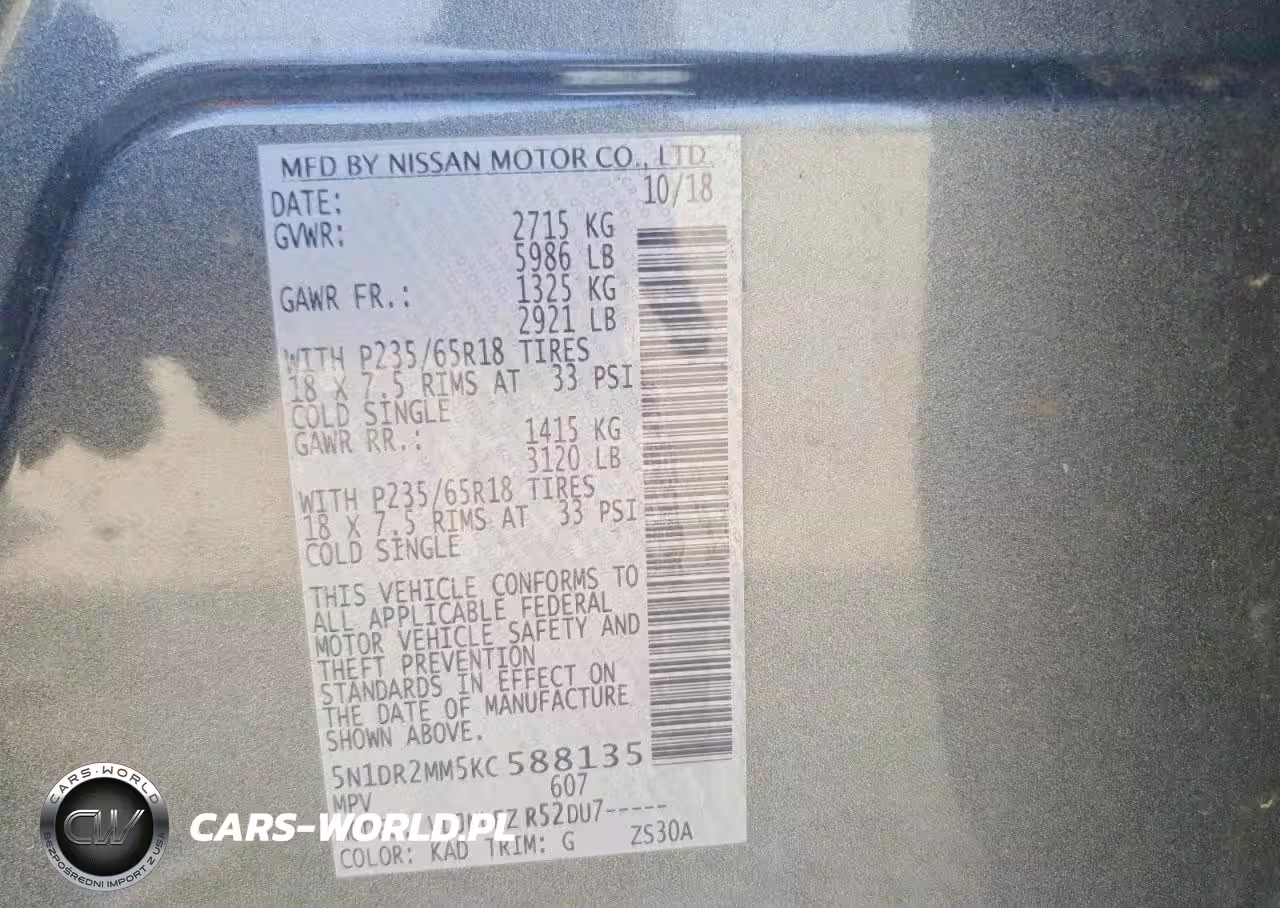 MFD BY NISSAN MOTOR CO., LTD.
DATE: 10/18
GVWR: 2715 KG
5986 LB
GAWR FR.: 1325 KG
2921 LB
WITH P235/65R18 TIRES
18 X 7.5 RIMS AT 33 PSI
COLD SINGLE
GAWR RR.: 1415 KG
3120 LB
WITH P235/65R18 TIRES
18 X 7.5 RIMS AT 33 PSI
COLD SINGLE
THIS VEHICLE CONFORMS TO
ALL APPLICABLE FEDERAL
MOTOR VEHICLE SAFETY AND
THEFT PREVENTION
STANDARDS IN EFFECT ON
THE DATE OF MANUFACTURE
SHOWN ABOVE.
5N1DR2MM5KC588135
607
MPV
R52DU7-----
COLOR: KAD TRIM: G ZS30A
CARS-WORLD
CW
BEZPOŚREDNI IMPORT Z USA
CARS-WORLD.PL